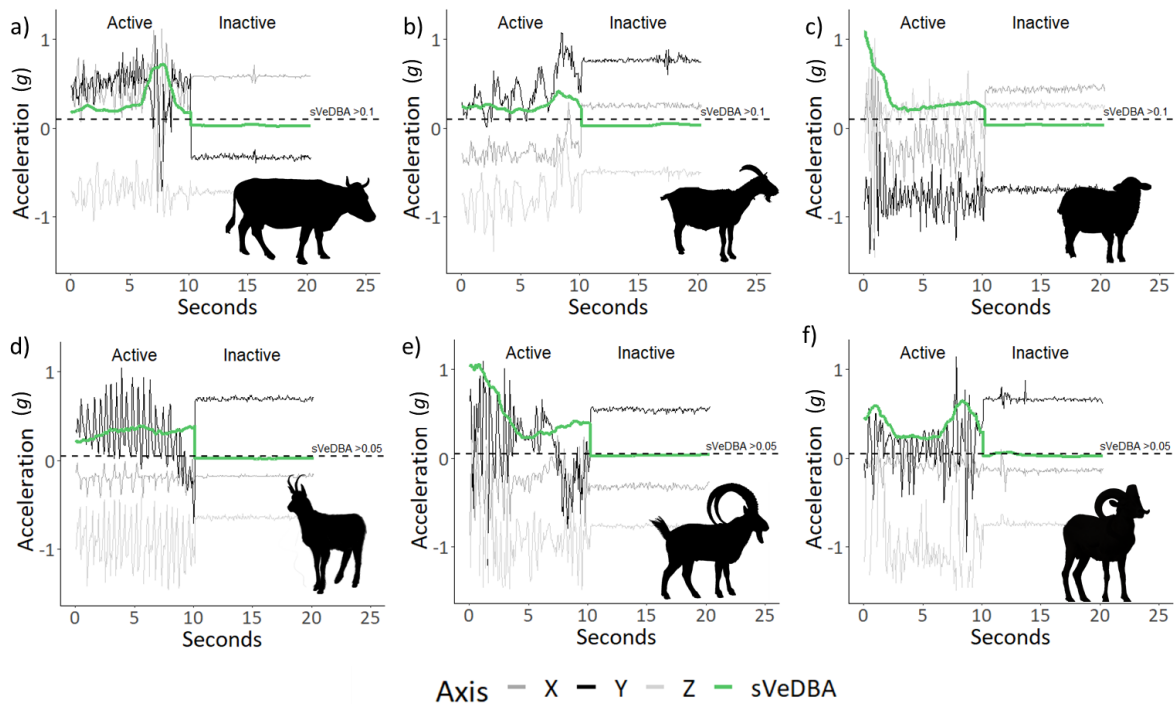 a)
Active Inactive
Acceleration (g)
1
sVeDBA >0.1
0
-1
0 5 10 15 20 25
Seconds
b)
Active Inactive
Acceleration (g)
1
sVeDBA >0.1
0
-1
0 5 10 15 20 25
Seconds
c)
Active Inactive
Acceleration (g)
1
sVeDBA >0.1
0
-1
0 5 10 15 20 25
Seconds
d)
Active Inactive
Acceleration (g)
1
sVeDBA >0.05
0
-1
0 5 10 15 20 25
Seconds
e)
Active Inactive
Acceleration (g)
1
sVeDBA >0.05
0
-1
0 5 10 15 20 25
Seconds
f)
Active Inactive
Acceleration (g)
1
sVeDBA >0.05
0
-1
0 5 10 15 20 25
Seconds
Axis X Y Z sVeDBA